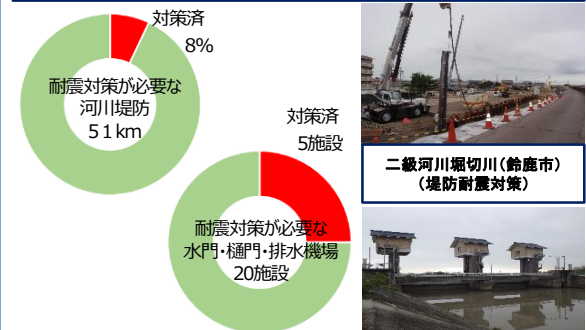 対策済
8%
耐震対策が必要な
河川堤防
51km
対策済
5施設
耐震対策が必要な
水門・樋門・排水機場
20施設
二級河川堀切川(鈴鹿市)
(堤防耐震対策)